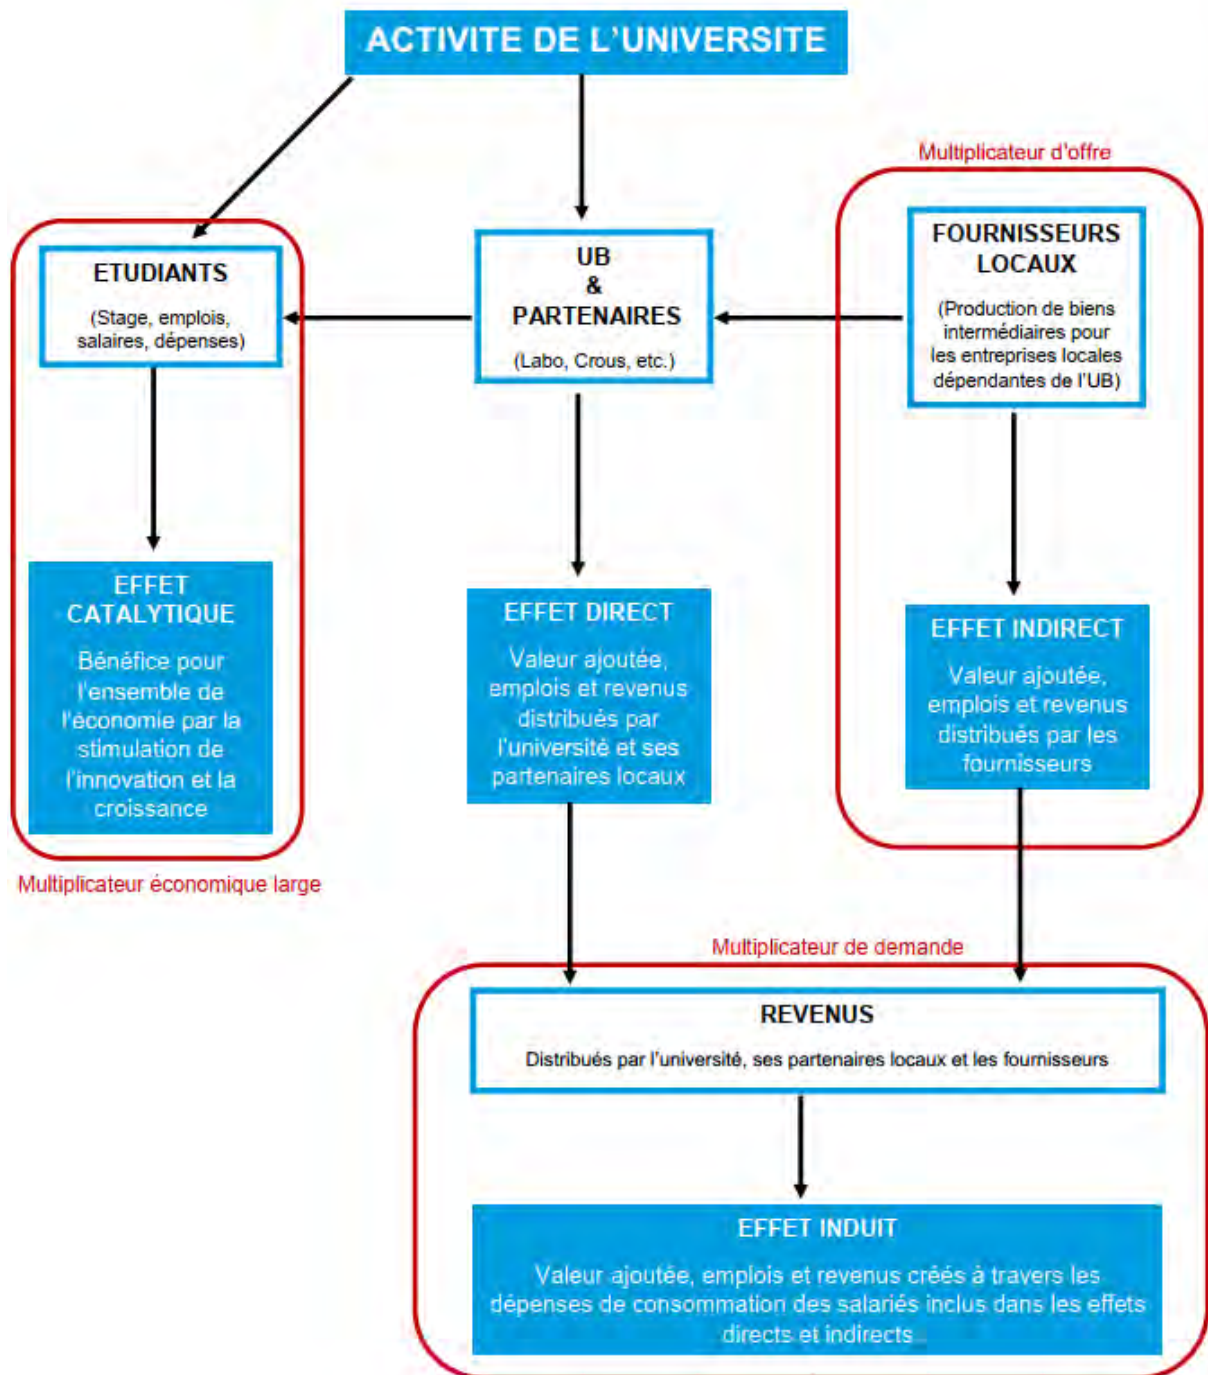 ACTIVITE DE L'UNIVERSITE
Multiplicateur d'offre
ETUDIANTS
(Stage, emplois,
salaires, dépenses)
UB
&
PARTENAIRES
(Labo, Crous, etc.)
FOURNISSEURS
LOCAUX
(Production de biens
intermédiaires pour
les entreprises locales
dépendantes de l'UB)
EFFET
CATALYTIQUE
Bénéfice pour
l'ensemble de
l'économie par la
stimulation de
l'innovation et la
croissance
EFFET DIRECT
Valeur ajoutée,
emplois et revenus
distribués par
l'université et ses
partenaires locaux
EFFET INDIRECT
Valeur ajoutée,
emplois et revenus
distribués par les
fournisseurs
Multiplicateur économique large
Multiplicateur de demande
REVENUS
Distribués par l'université, ses partenaires locaux et les fournisseurs
EFFET INDUIT
Valeur ajoutée, emplois et revenus créés à travers les
dépenses de consommation des salariés inclus dans les effets
directs et indirects